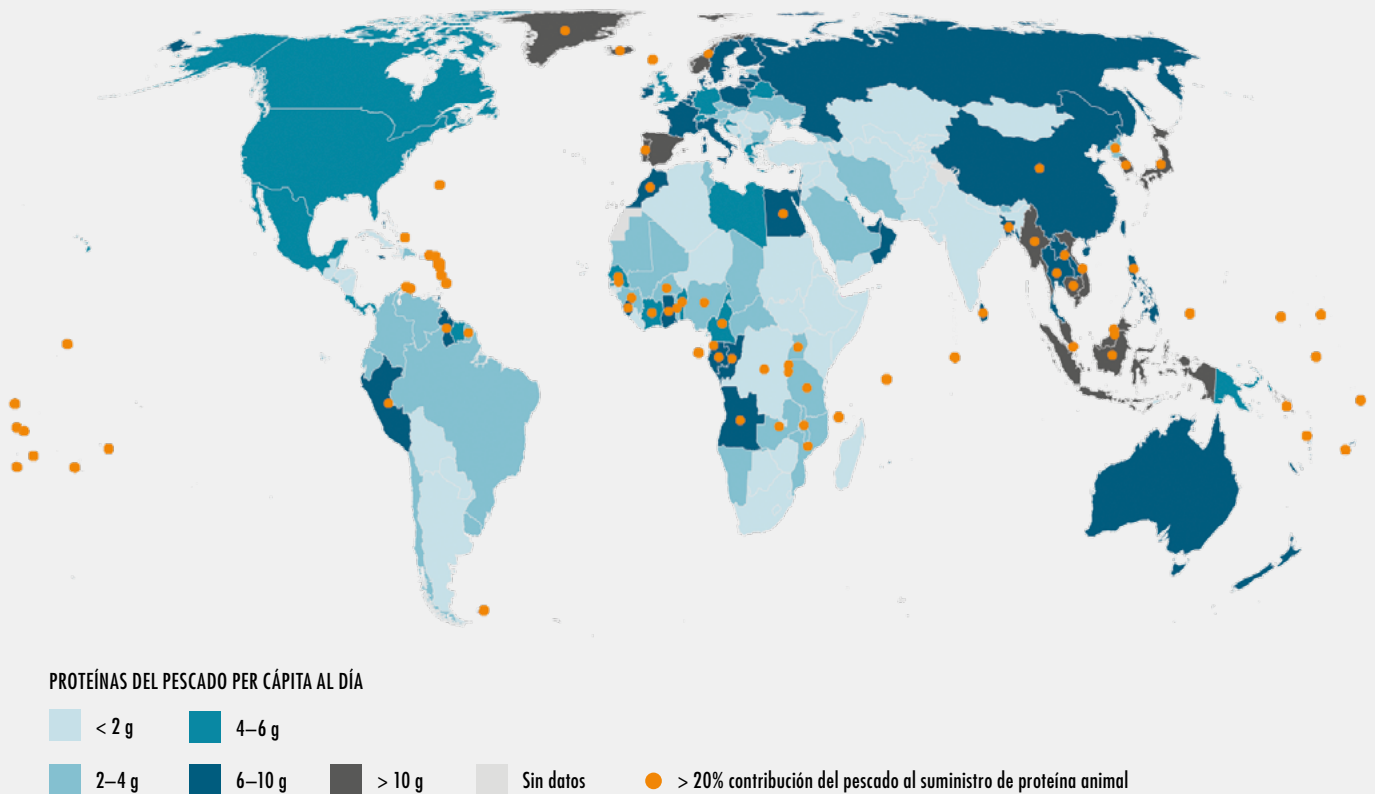 PROTEÍNAS DEL PESCADO PER CÁPITA AL DÍA
< 2 g
4–6 g
2–4 g
6–10 g
> 10 g
Sin datos
> 20% contribución del pescado al suministro de proteína animal